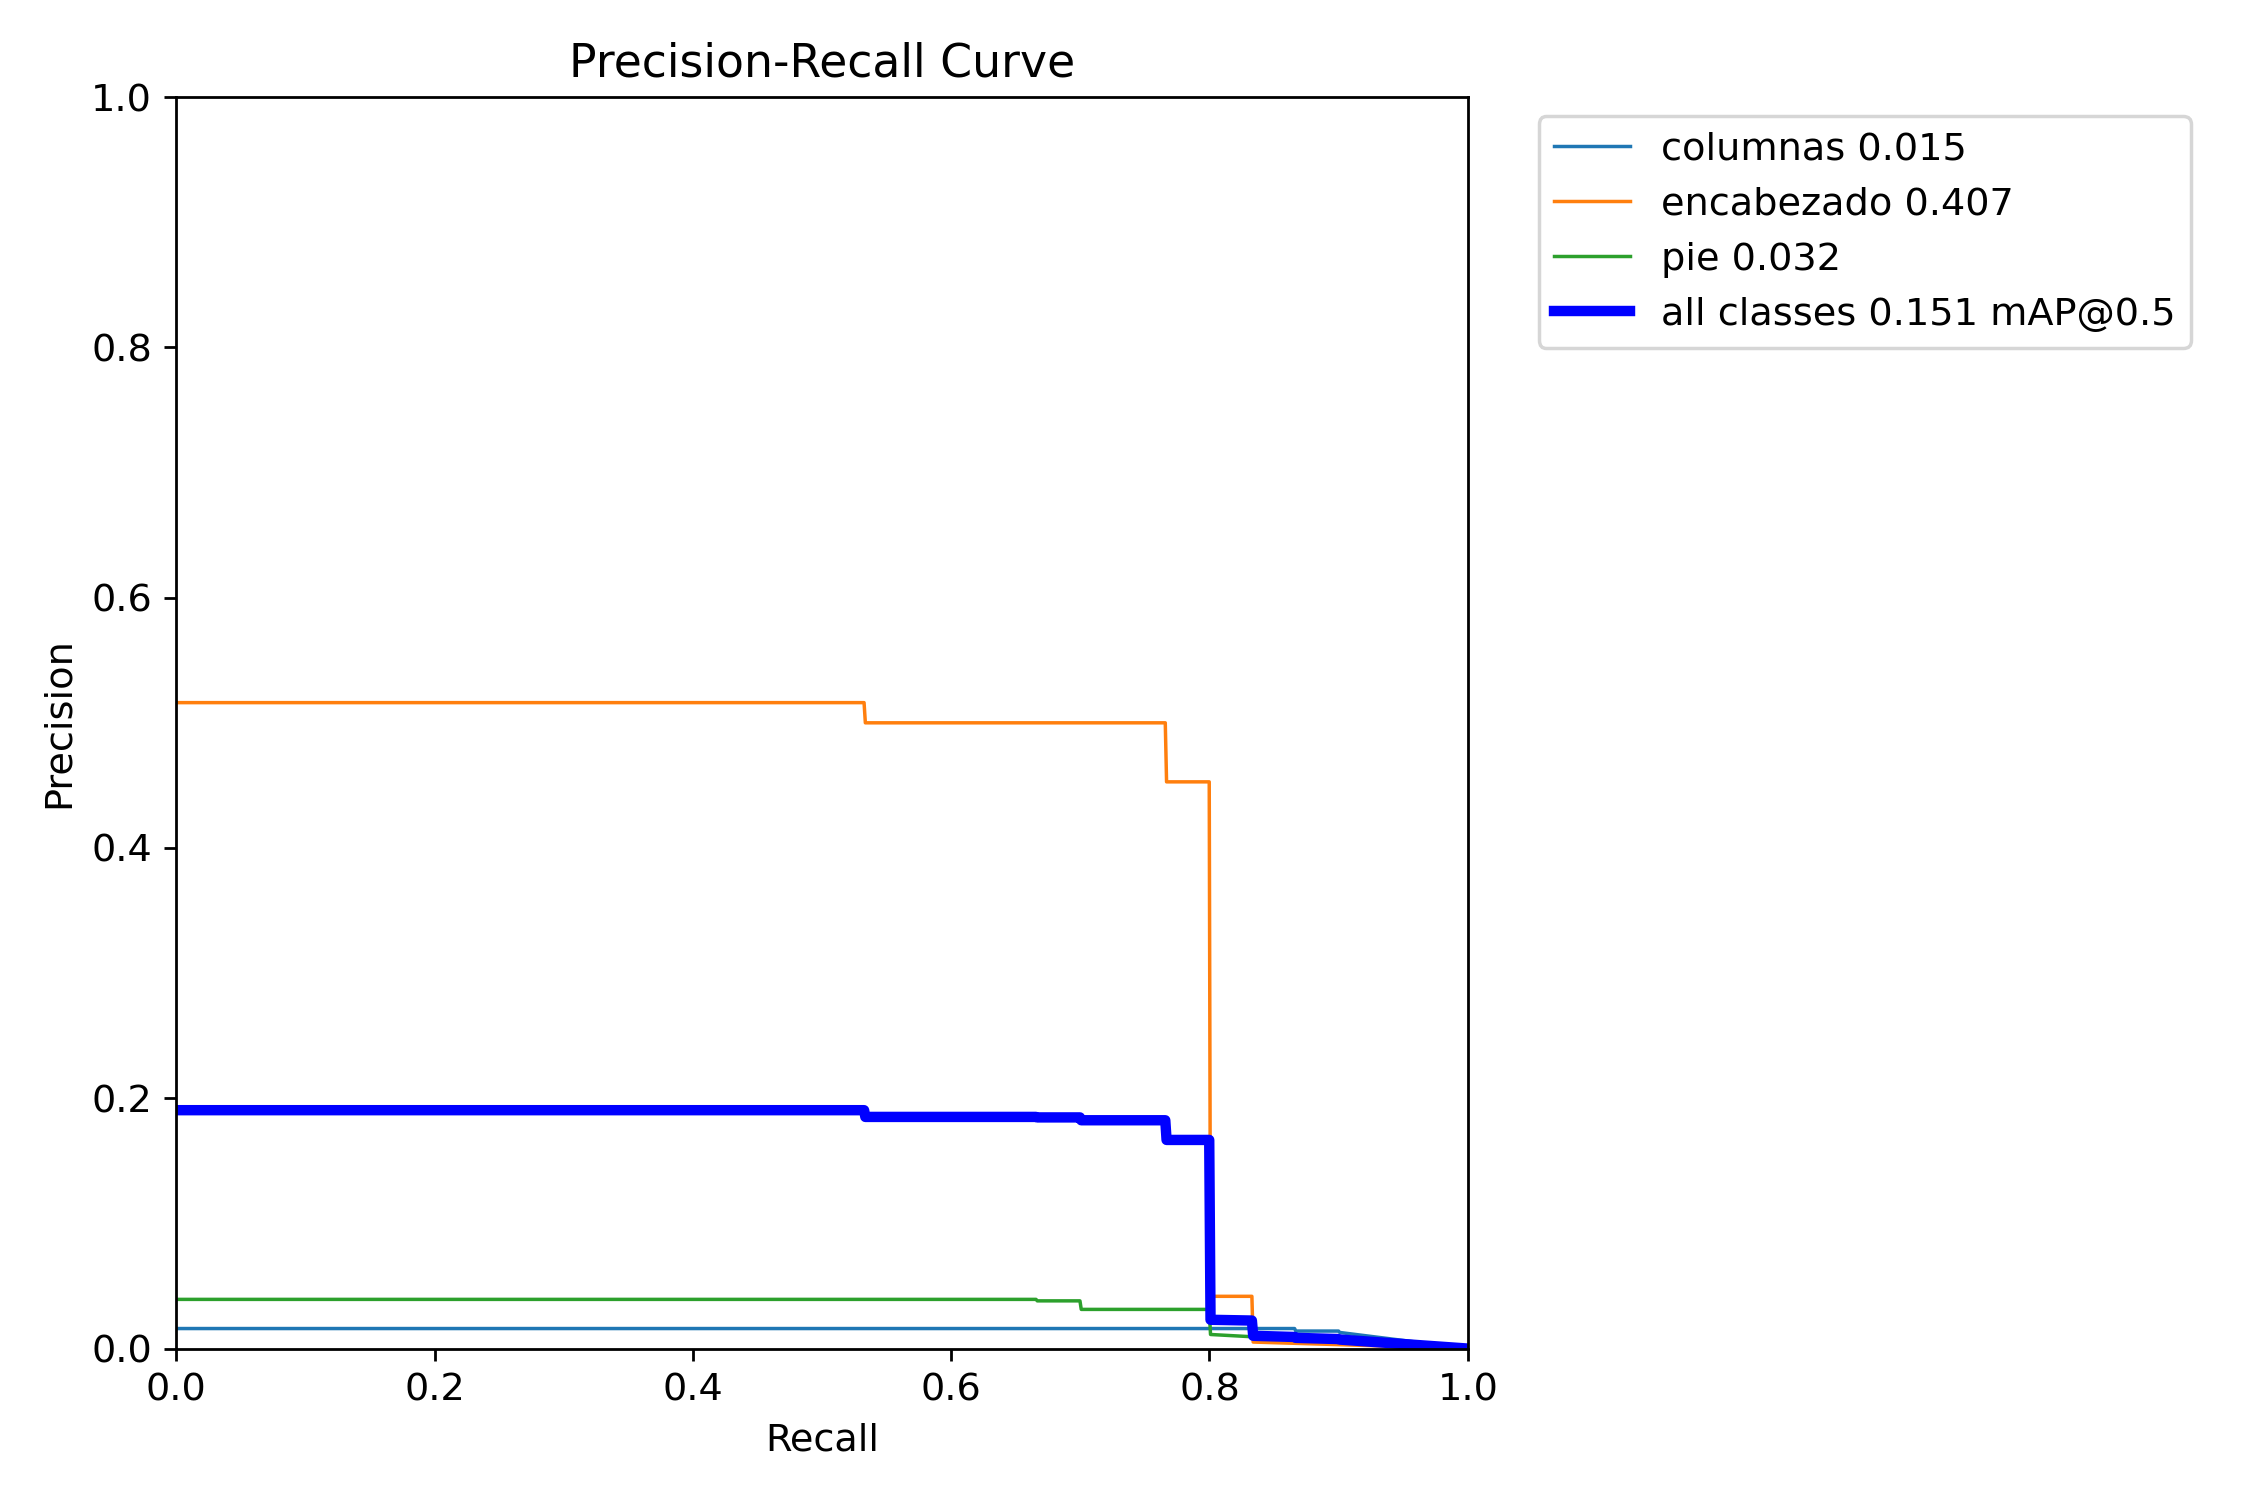 Precision-Recall Curve
1.0
0.8
0.6
0.4
0.2
0.0
Precision
0.0 0.2 0.4 0.6 0.8 1.0
Recall
columnas 0.015
encabezado 0.407
pie 0.032
all classes 0.151 mAP@0.5